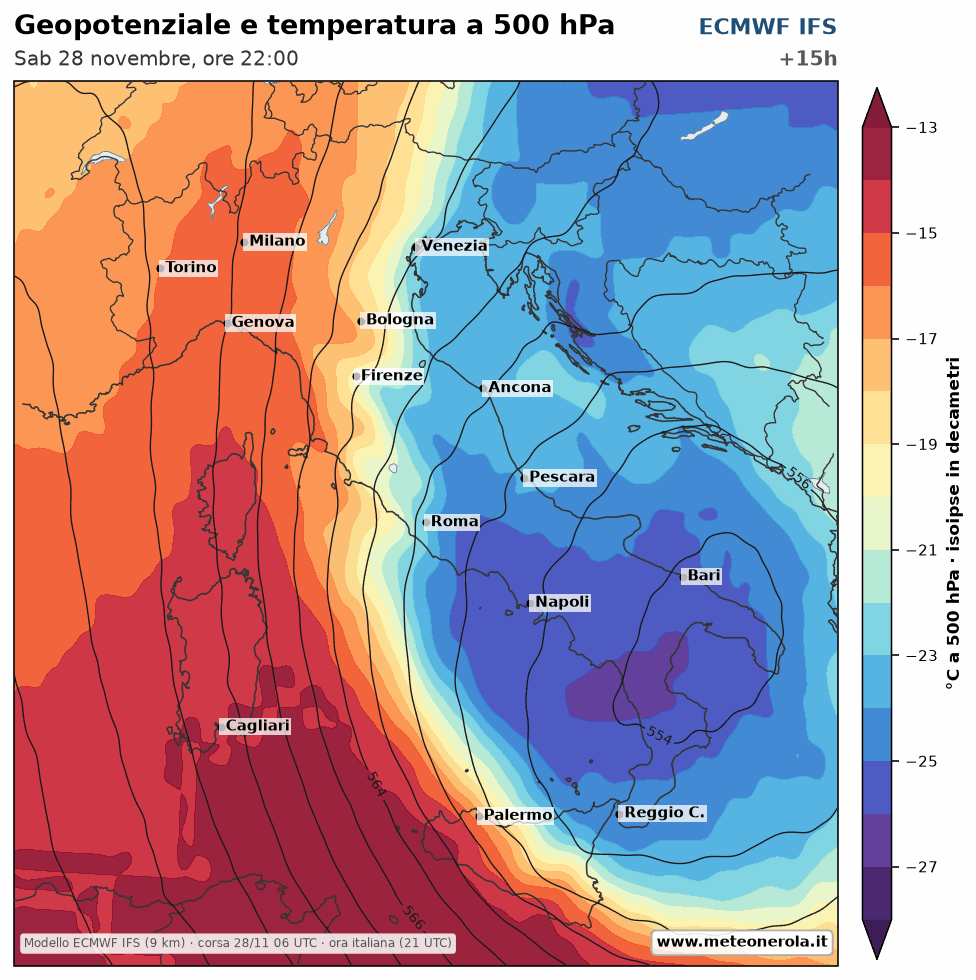 Geopotenziale e temperatura a 500 hPa
ECMWF IFS
Sab 28 novembre, ore 22:00
+15h
−13
−15
−17
−19
−21
−23
−25
−27
°C a 500 hPa · isoipse in decametri
Milano
Venezia
Torino
Genova
Bologna
Firenze
Ancona
Pescara
556
Roma
Bari
Napoli
Cagliari
554
564
Palermo
Reggio C.
566
Modello ECMWF IFS (9 km) · corsa 28/11 06 UTC · ora italiana (21 UTC)
www.meteonerola.it